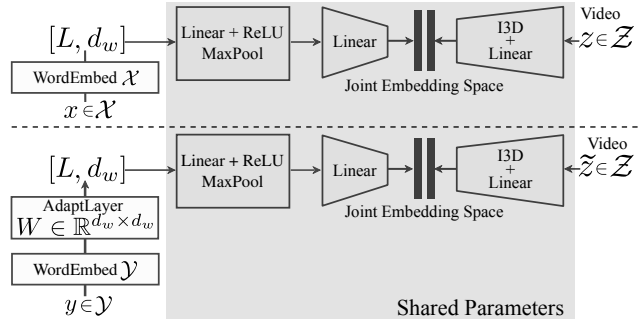 [L, d_w]
Linear + ReLU
MaxPool
Linear
I3D
+
Linear
Video
z ∈ 𝒵
WordEmbed 𝒳
Joint Embedding Space
x ∈ 𝒳
[L, d_w]
Linear + ReLU
MaxPool
Linear
I3D
+
Linear
Video
z̃ ∈ 𝒵
AdaptLayer
W ∈ ℝ^{d_w × d_w}
Joint Embedding Space
WordEmbed 𝒴
y ∈ 𝒴
Shared Parameters